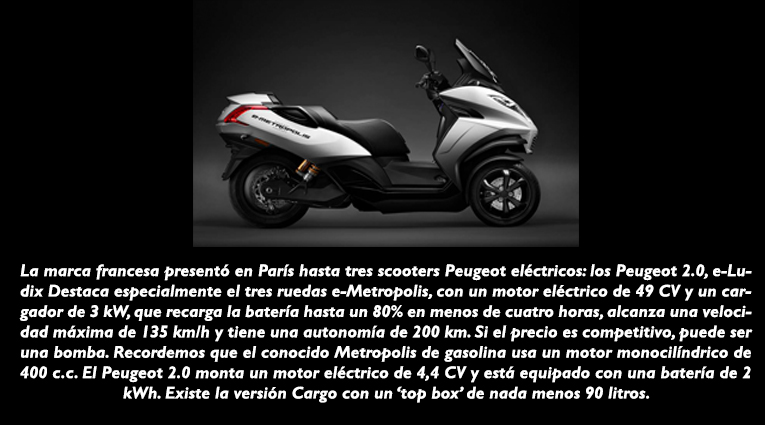 e-METROPOLIS
La marca francesa presentó en París hasta tres scooters Peugeot eléctricos: los Peugeot 2.0, e-Lu-
dix Destaca especialmente el tres ruedas e-Metropolis, con un motor eléctrico de 49 CV y un car-
gador de 3 kW, que recarga la batería hasta un 80% en menos de cuatro horas, alcanza una veloci-
dad máxima de 135 km/h y tiene una autonomía de 200 km. Si el precio es competitivo, puede ser
una bomba. Recordemos que el conocido Metropolis de gasolina usa un motor monocilíndrico de
400 c.c. El Peugeot 2.0 monta un motor eléctrico de 4,4 CV y está equipado con una batería de 2
kWh. Existe la versión Cargo con un ‘top box’ de nada menos 90 litros.